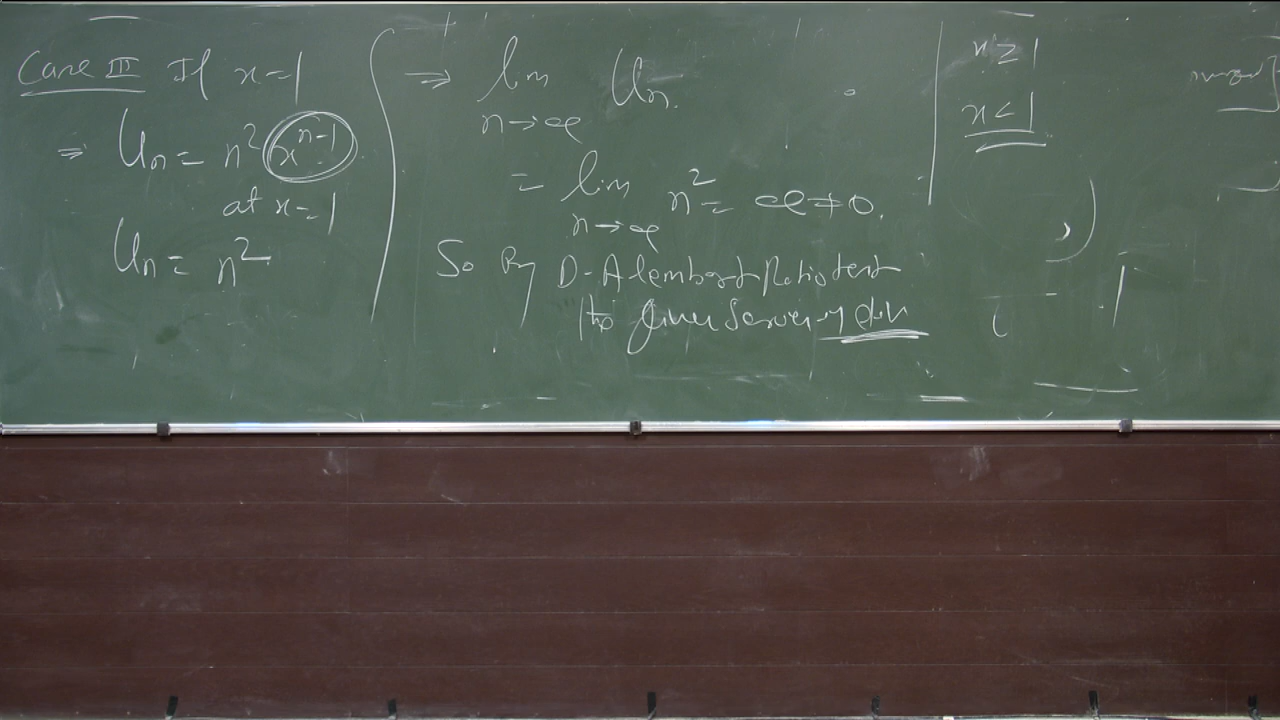 Case III If x=1
⇒ Un = n² x^{n-1}
at x=1
Un = n²
⇒ lim Un.
n→∞
= lim n² = ∞ ≠ 0.
n→∞
So By D-Alembert Ratio test
the given series is div
x ≥ 1
x < 1